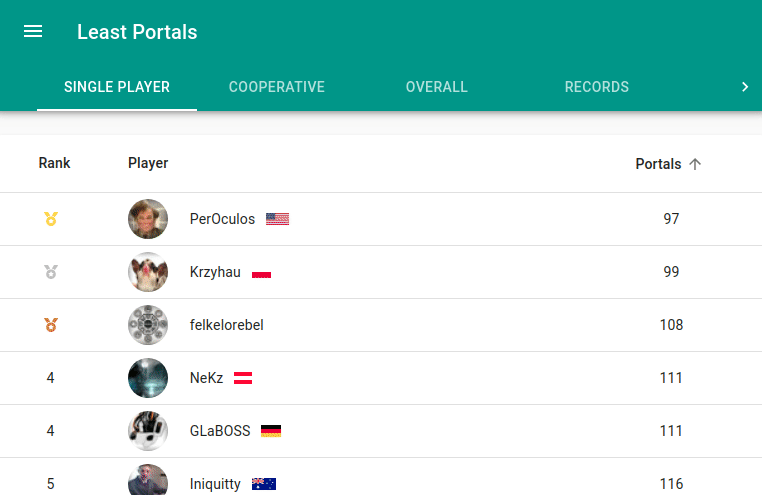 Least Portals
SINGLE PLAYER COOPERATIVE OVERALL RECORDS
Rank Player Portals
PerOculos 97
Krzyhau 99
felkelorebel 108
4 NeKz 111
4 GLaBOSS 111
5 Iniquitty 116